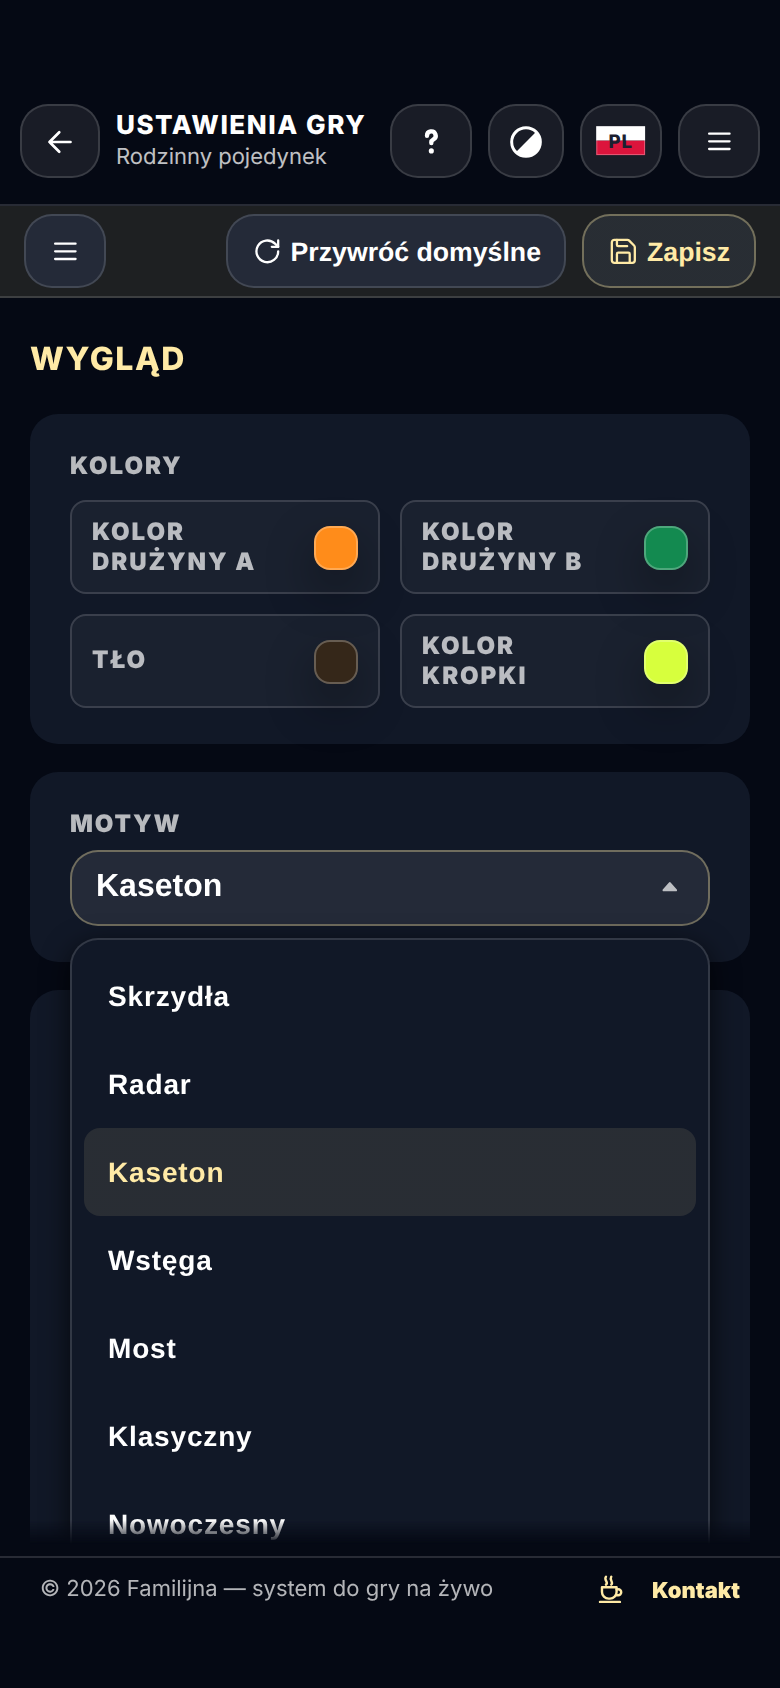 USTAWIENIA GRY
Rodzinny pojedynek
?
PL
Przywróć domyślne
Zapisz
WYGLĄD
KOLORY
KOLOR
DRUŻYNY A
KOLOR
DRUŻYNY B
TŁO
KOLOR
KROPKI
MOTYW
Kaseton
Skrzydła
Radar
Kaseton
Wstęga
Most
Klasyczny
Nowoczesny
© 2026 Familijna — system do gry na żywo
Kontakt